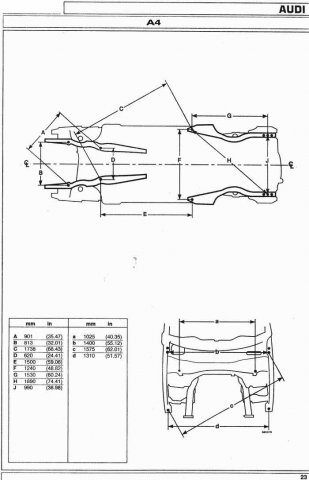 AUDI
A4
C
G
A
B
D
F
H
J
℄
℄
E
mm in mm in
A 901 (35.47) a 1025 (40.35)
B 813 (32.01) b 1400 (55.12)
C 1738 (68.43) c 1575 (62.01)
D 620 (24.41) d 1310 (51.57)
E 1500 (59.06)
F 1240 (48.82)
G 1530 (60.24)
H 1890 (74.41)
J 990 (38.98)
a
b
c
d
23